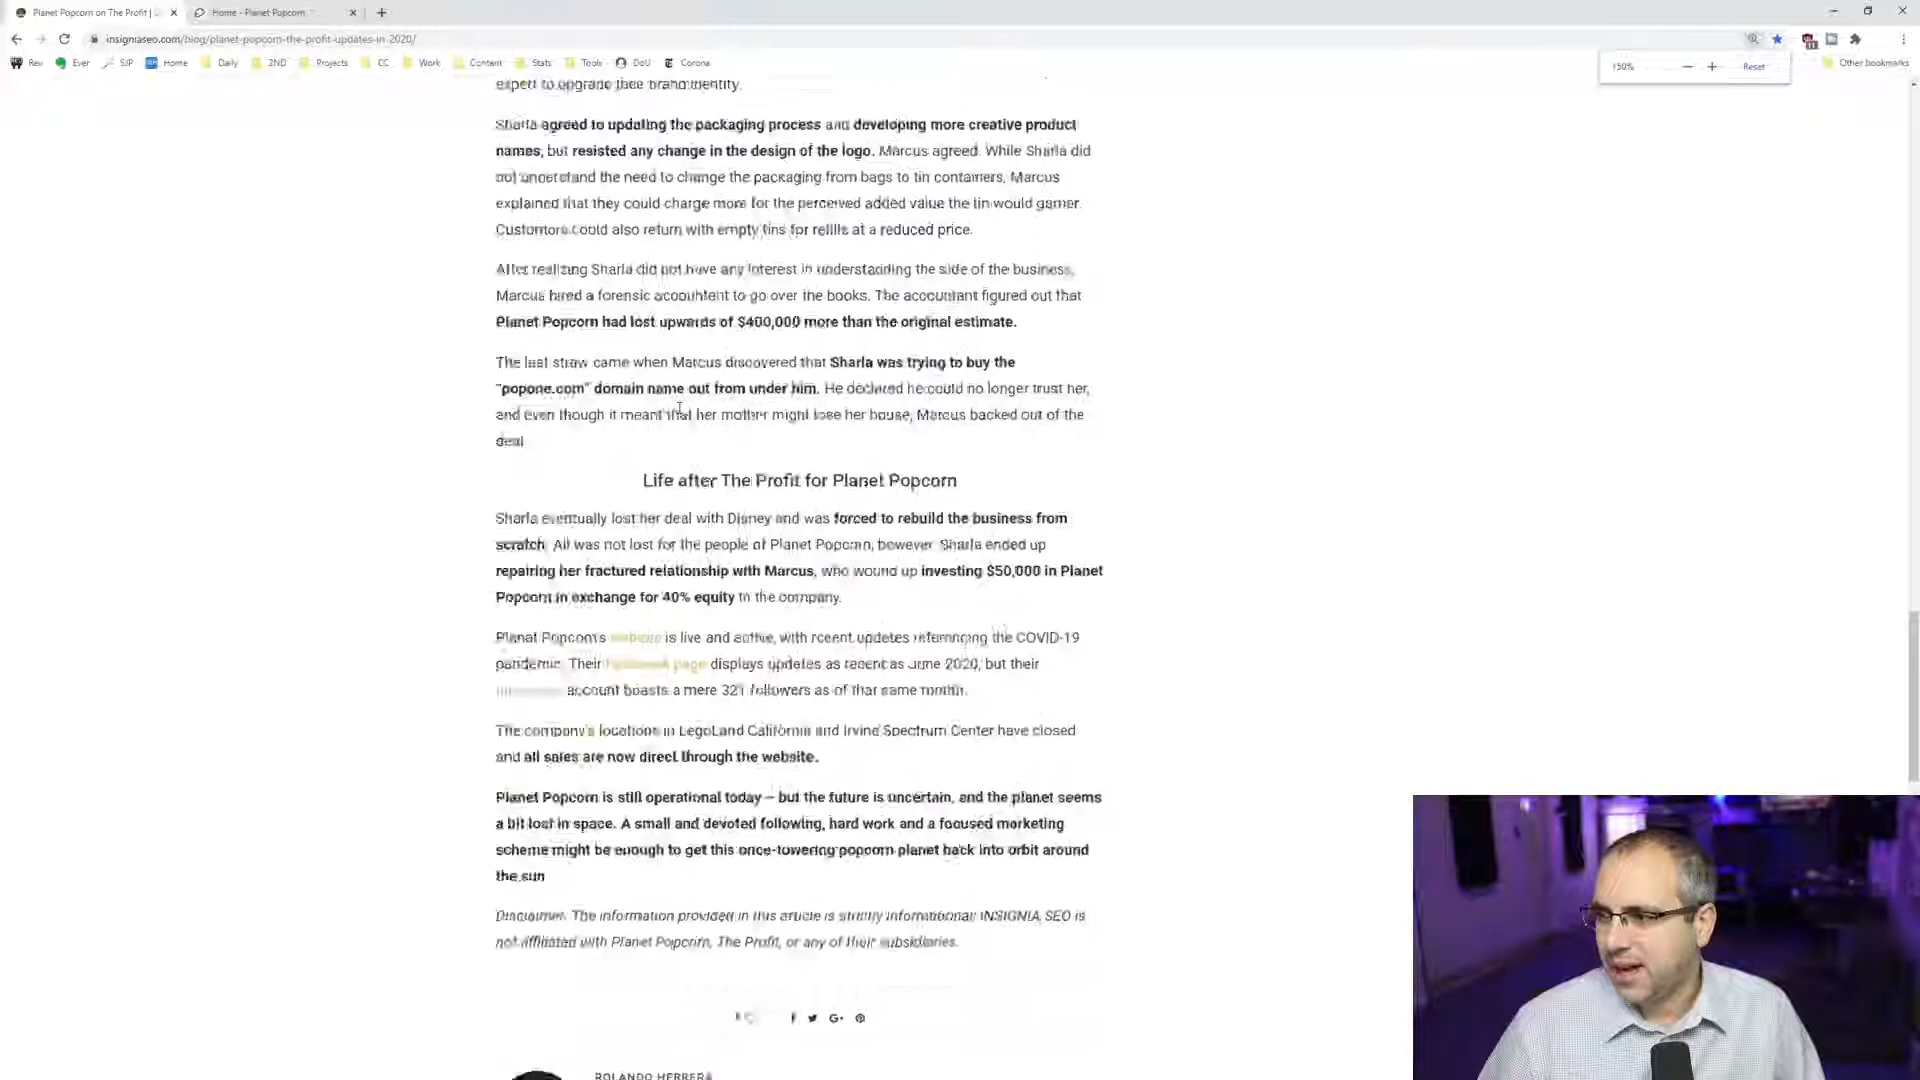 Planet Popcorn on The Profit |
Home - Planet Popcorn
insigniaseo.com/blog/planet-popcorn-the-profit-updates-in-2020/
Rev Ever SJP Home Daily 2ND Projects CC Work Content Stats Tools DoU Corona
Other bookmarks
150% Reset
expert to upgrade their brand identity.
Sharla agreed to updating the packaging process and developing more creative product
names, but resisted any change in the design of the logo. Marcus agreed. While Sharla did
not understand the need to change the packaging from bags to tin containers, Marcus
explained that they could charge more for the perceived added value the tin would garner.
Customers could also return with empty tins for refills at a reduced price.
After realizing Sharla did not have any interest in understanding the side of the business,
Marcus hired a forensic accountant to go over the books. The accountant figured out that
Planet Popcorn had lost upwards of $400,000 more than the original estimate.
The last straw came when Marcus discovered that Sharla was trying to buy the
"popone.com" domain name out from under him. He declared he could no longer trust her,
and even though it meant that her mother might lose her house, Marcus backed out of the
deal.
Life after The Profit for Planet Popcorn
Sharla eventually lost her deal with Disney and was forced to rebuild the business from
scratch. All was not lost for the people of Planet Popcorn, however. Sharla ended up
repairing her fractured relationship with Marcus, who wound up investing $50,000 in Planet
Popcorn in exchange for 40% equity in the company.
Planet Popcorn's website is live and active, with recent updates referencing the COVID-19
pandemic. Their Facebook page displays updates as recent as June 2020, but their
account boasts a mere 321 followers as of that same month.
The company's locations in LegoLand California and Irvine Spectrum Center have closed
and all sales are now direct through the website.
Planet Popcorn is still operational today – but the future is uncertain, and the planet seems
a bit lost in space. A small and devoted following, hard work and a focused marketing
scheme might be enough to get this once-towering popcorn planet back into orbit around
the sun.
Disclaimer: The information provided in this article is strictly informational. INSIGNIA SEO is
not affiliated with Planet Popcorn, The Profit, or any of their subsidiaries.
ROLANDO HERRERA